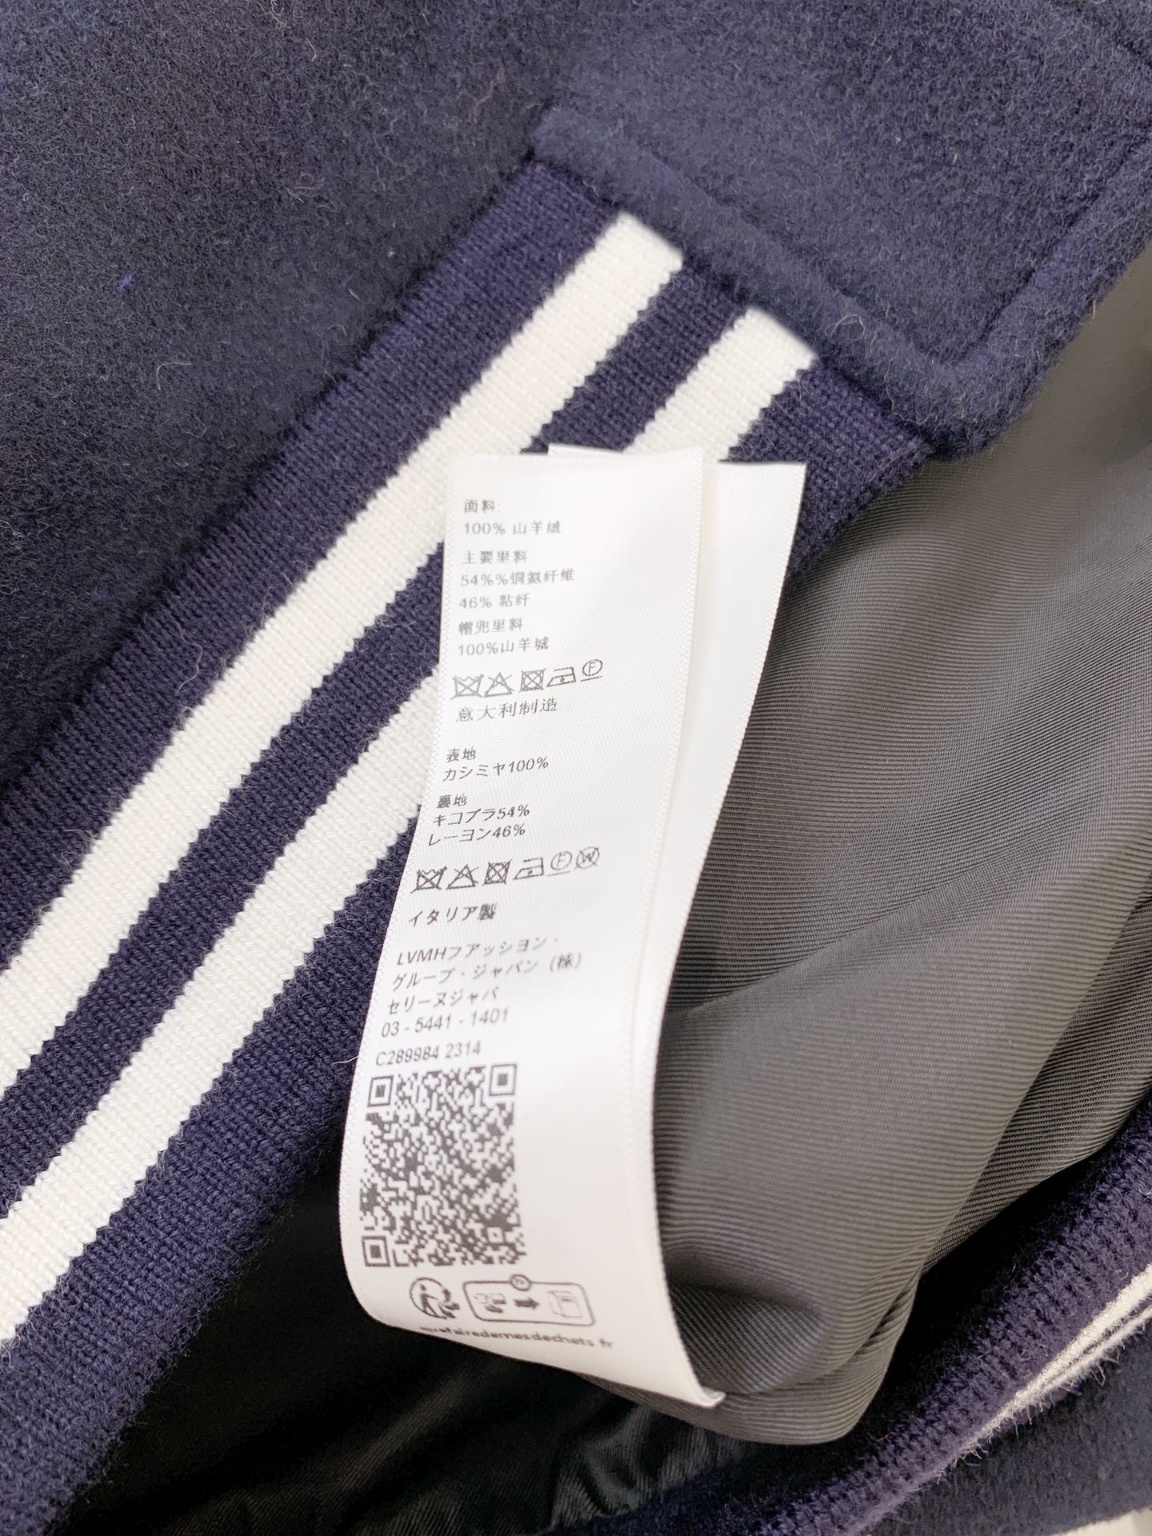 面料:
100% 山羊绒
主要里料
54%%铜氨纤维
46% 粘纤
帽兜里料
100%山羊城
意大利制造
表地
カシミヤ100%
裏地
キコプラ54%
レーヨン46%
イタリア製
LVMHファッション・
グループ・ジャパン (株)
セリーヌジャパ
03 - 5441 - 1401
C289984 2314
quefairedemesdechets fr